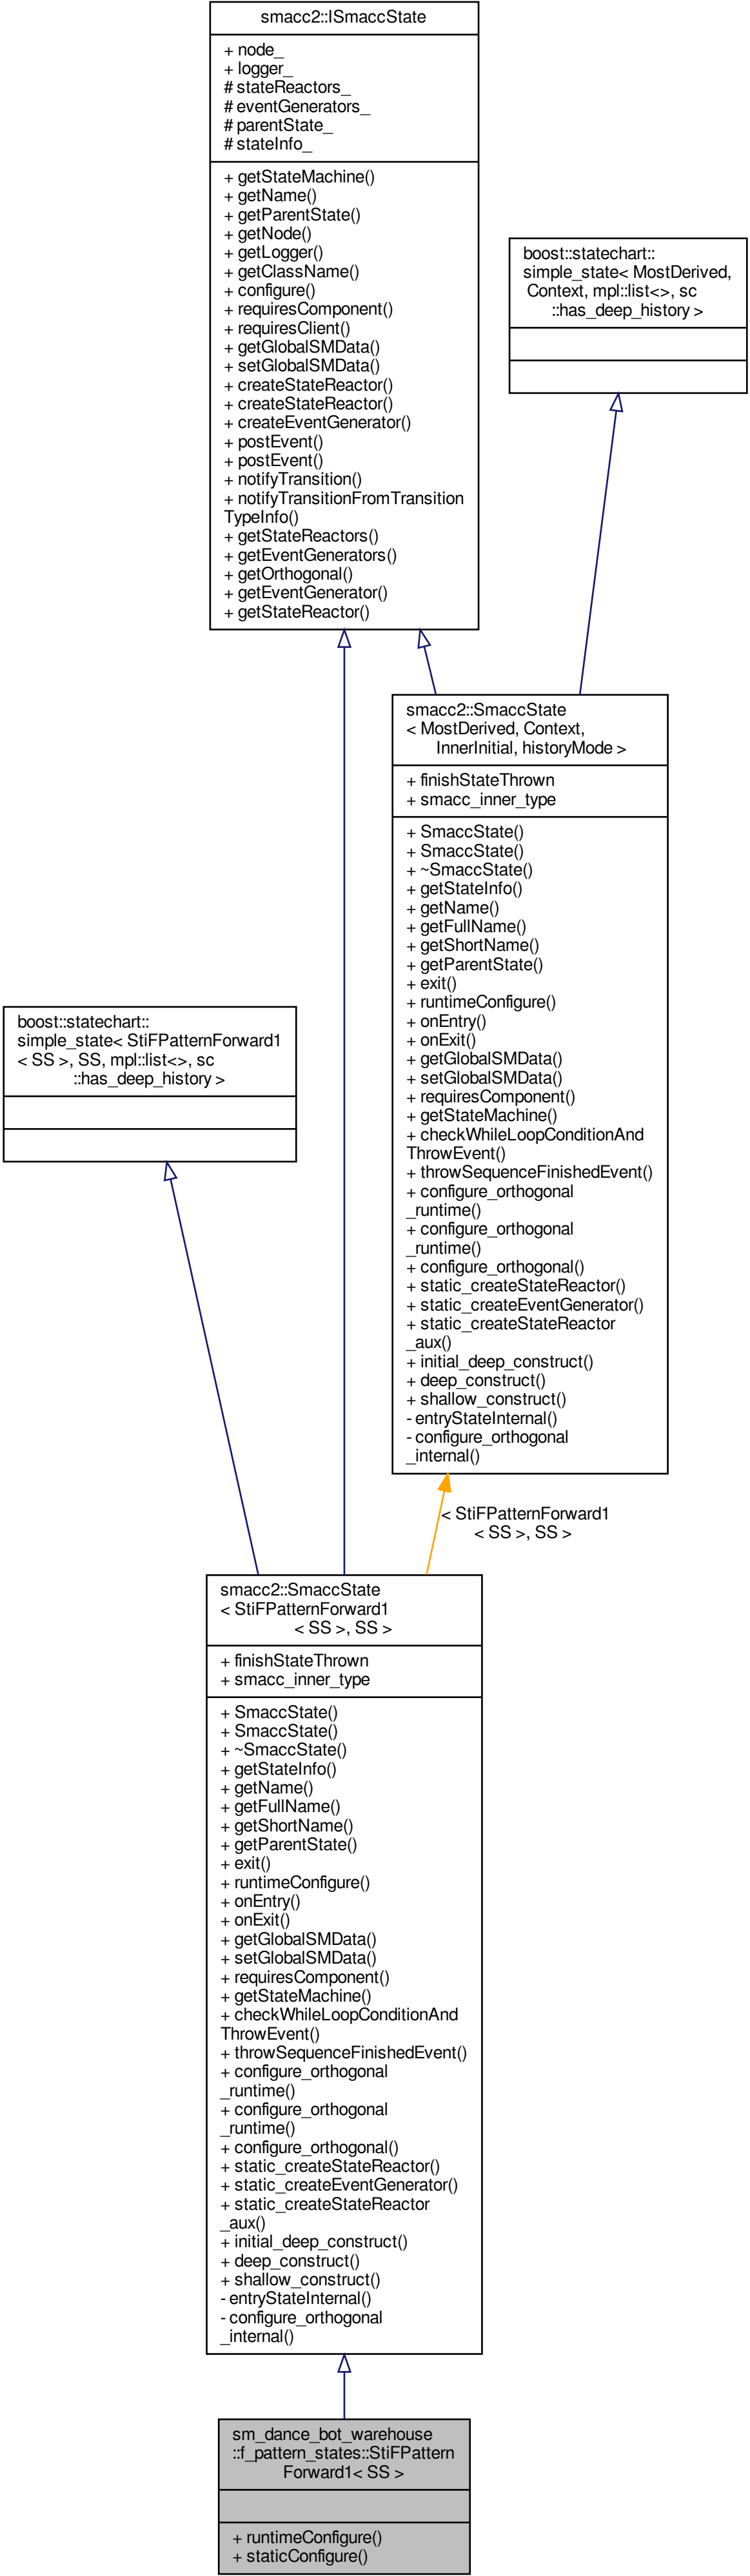 smacc2::ISmaccState
+ node_
+ logger_
# stateReactors_
# eventGenerators_
# parentState_
# stateInfo_
+ getStateMachine()
+ getName()
+ getParentState()
+ getNode()
+ getLogger()
+ getClassName()
+ configure()
+ requiresComponent()
+ requiresClient()
+ getGlobalSMData()
+ setGlobalSMData()
+ createStateReactor()
+ createStateReactor()
+ createEventGenerator()
+ postEvent()
+ postEvent()
+ notifyTransition()
+ notifyTransitionFromTransition
TypeInfo()
+ getStateReactors()
+ getEventGenerators()
+ getOrthogonal()
+ getEventGenerator()
+ getStateReactor()
boost::statechart::
simple_state< MostDerived,
Context, mpl::list<>, sc
::has_deep_history >
smacc2::SmaccState
< MostDerived, Context,
InnerInitial, historyMode >
+ finishStateThrown
+ smacc_inner_type
+ SmaccState()
+ SmaccState()
+ ~SmaccState()
+ getStateInfo()
+ getName()
+ getFullName()
+ getShortName()
+ getParentState()
+ exit()
+ runtimeConfigure()
+ onEntry()
+ onExit()
+ getGlobalSMData()
+ setGlobalSMData()
+ requiresComponent()
+ getStateMachine()
+ checkWhileLoopConditionAnd
ThrowEvent()
+ throwSequenceFinishedEvent()
+ configure_orthogonal
_runtime()
+ configure_orthogonal
_runtime()
+ configure_orthogonal()
+ static_createStateReactor()
+ static_createEventGenerator()
+ static_createStateReactor
_aux()
+ initial_deep_construct()
+ deep_construct()
+ shallow_construct()
- entryStateInternal()
- configure_orthogonal
_internal()
boost::statechart::
simple_state< StiFPatternForward1
< SS >, SS, mpl::list<>, sc
::has_deep_history >
< StiFPatternForward1
< SS >, SS >
smacc2::SmaccState
< StiFPatternForward1
< SS >, SS >
+ finishStateThrown
+ smacc_inner_type
+ SmaccState()
+ SmaccState()
+ ~SmaccState()
+ getStateInfo()
+ getName()
+ getFullName()
+ getShortName()
+ getParentState()
+ exit()
+ runtimeConfigure()
+ onEntry()
+ onExit()
+ getGlobalSMData()
+ setGlobalSMData()
+ requiresComponent()
+ getStateMachine()
+ checkWhileLoopConditionAnd
ThrowEvent()
+ throwSequenceFinishedEvent()
+ configure_orthogonal
_runtime()
+ configure_orthogonal
_runtime()
+ configure_orthogonal()
+ static_createStateReactor()
+ static_createEventGenerator()
+ static_createStateReactor
_aux()
+ initial_deep_construct()
+ deep_construct()
+ shallow_construct()
- entryStateInternal()
- configure_orthogonal
_internal()
sm_dance_bot_warehouse
::f_pattern_states::StiFPattern
Forward1< SS >
+ runtimeConfigure()
+ staticConfigure()